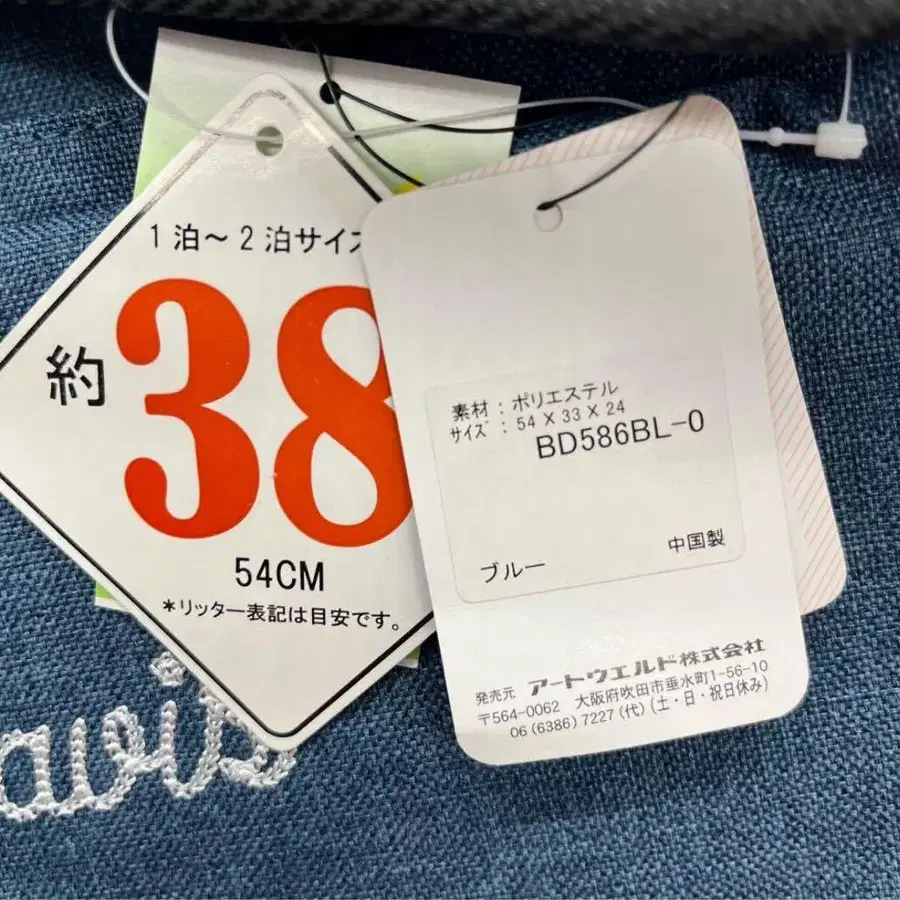 1泊～2泊サイズ
約38
54CM
*リッター表記は目安です。
素材：ポリエステル
サイズ：54 X 33 X 24
BD586BL-0
ブルー
中国製
発売元 アートウエルド株式会社
〒564-0062 大阪府吹田市垂水町1-56-10
06 (6386) 7227 (代) (土・日・祝日休み)
avis